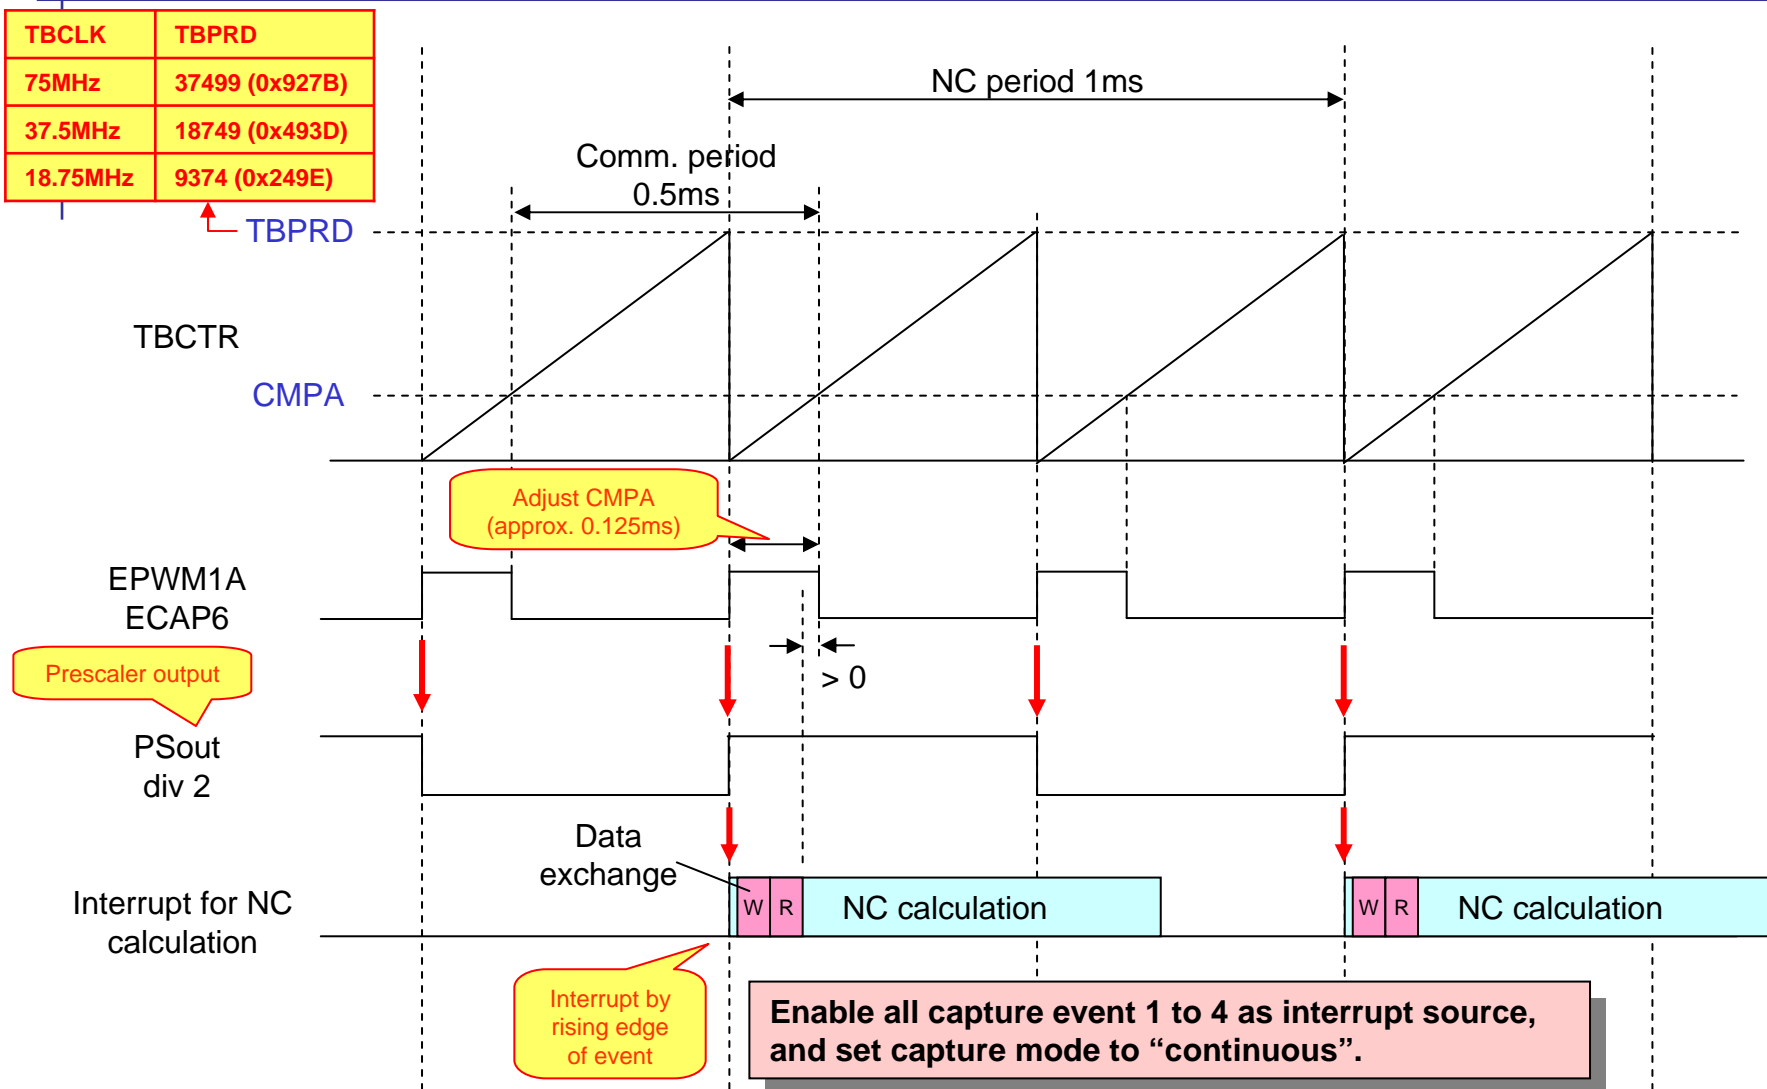 TBCLK TBPRD
75MHz 37499 (0x927B)
37.5MHz 18749 (0x493D)
18.75MHz 9374 (0x249E)
NC period 1ms
Comm. period
0.5ms
TBPRD
TBCTR
CMPA
Adjust CMPA
(approx. 0.125ms)
EPWM1A
ECAP6
> 0
Prescaler output
PSout
div 2
Data
exchange
Interrupt for NC
calculation
W R NC calculation
W R NC calculation
Interrupt by
rising edge
of event
Enable all capture event 1 to 4 as interrupt source,
and set capture mode to “continuous”.